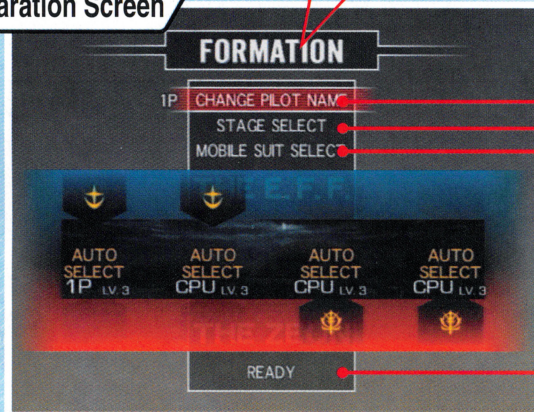 aration Screen
FORMATION
1P CHANGE PILOT NAME
STAGE SELECT
MOBILE SUIT SELECT
THE E.F.F.
AUTO SELECT 1P LV. 3
AUTO SELECT CPU LV. 3
AUTO SELECT CPU LV. 3
AUTO SELECT CPU LV. 3
THE ZEON
READY